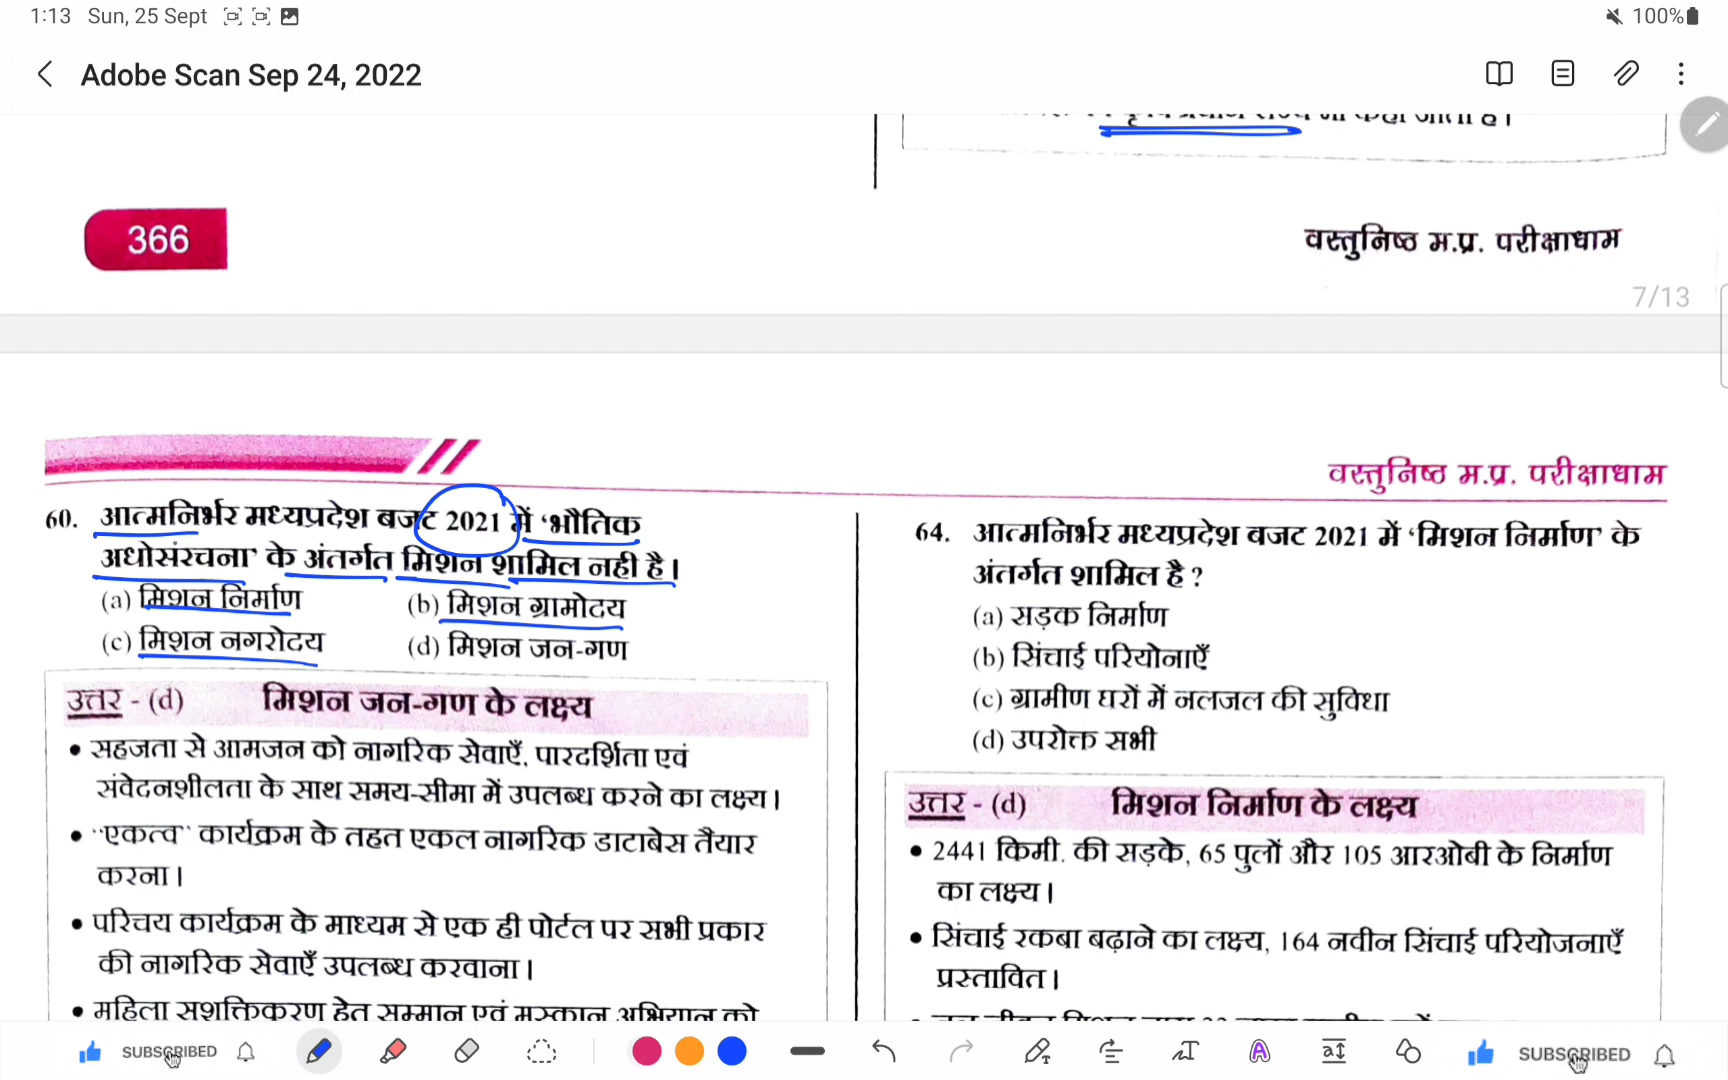 1:13 Sun, 25 Sept
100%
Adobe Scan Sep 24, 2022
366
वस्तुनिष्ठ म.प्र. परीक्षाधाम
7/13
वस्तुनिष्ठ म.प्र. परीक्षाधाम
60. आत्मनिर्भर मध्यप्रदेश बजट 2021 में ‘भौतिक
अधोसंरचना’ के अंतर्गत मिशन शामिल नही है।
(a) मिशन निर्माण (b) मिशन ग्रामोदय
(c) मिशन नगरोदय (d) मिशन जन-गण
उत्तर - (d) मिशन जन-गण के लक्ष्य
• सहजता से आमजन को नागरिक सेवाएँ, पारदर्शिता एवं
संवेदनशीलता के साथ समय-सीमा में उपलब्ध करने का लक्ष्य।
• “एकत्व” कार्यक्रम के तहत एकल नागरिक डाटाबेस तैयार
करना।
• परिचय कार्यक्रम के माध्यम से एक ही पोर्टल पर सभी प्रकार
की नागरिक सेवाएँ उपलब्ध करवाना।
• महिला सशक्तिकरण हेतु सम्मान एवं मुस्कान अभियान को
64. आत्मनिर्भर मध्यप्रदेश बजट 2021 में ‘मिशन निर्माण’ के
अंतर्गत शामिल है ?
(a) सड़क निर्माण
(b) सिंचाई परियोनाएँ
(c) ग्रामीण घरों में नलजल की सुविधा
(d) उपरोक्त सभी
उत्तर - (d) मिशन निर्माण के लक्ष्य
• 2441 किमी. की सड़के, 65 पुलों और 105 आरओबी के निर्माण
का लक्ष्य।
• सिंचाई रकबा बढ़ाने का लक्ष्य, 164 नवीन सिंचाई परियोजनाएँ
प्रस्तावित।
SUBSCRIBED
SUBSCRIBED